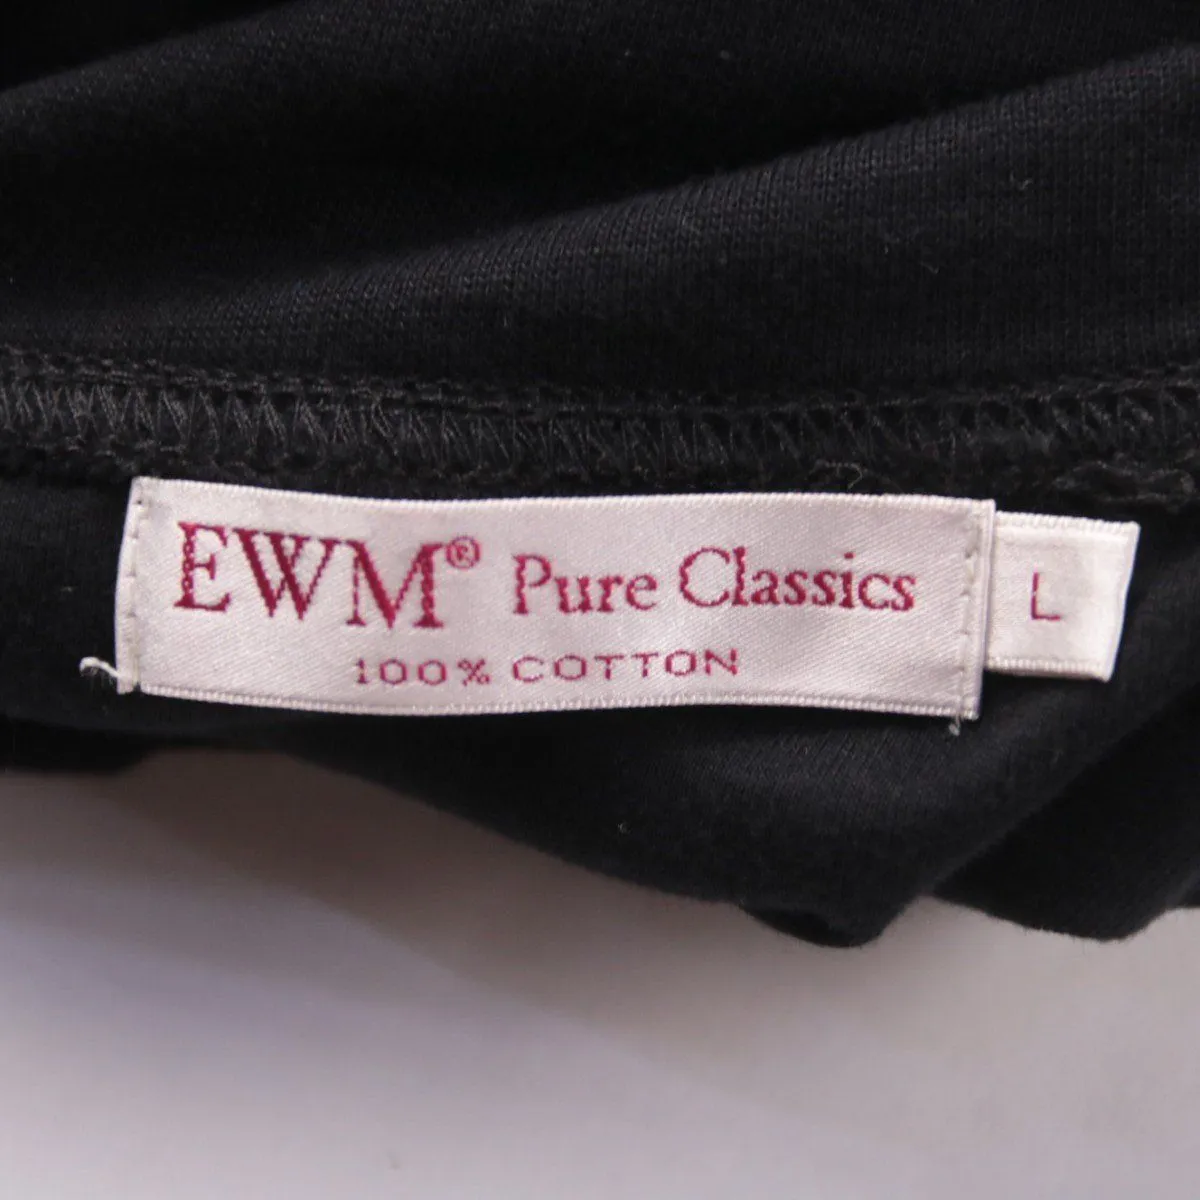 EWM® Pure Classics
100% COTTON
L